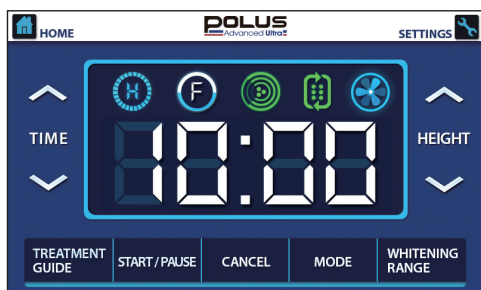 HOME
POLUS
Advanced Ultra
SETTINGS
H F
TIME
10:00
HEIGHT
TREATMENT
GUIDE
START / PAUSE
CANCEL
MODE
WHITENING
RANGE